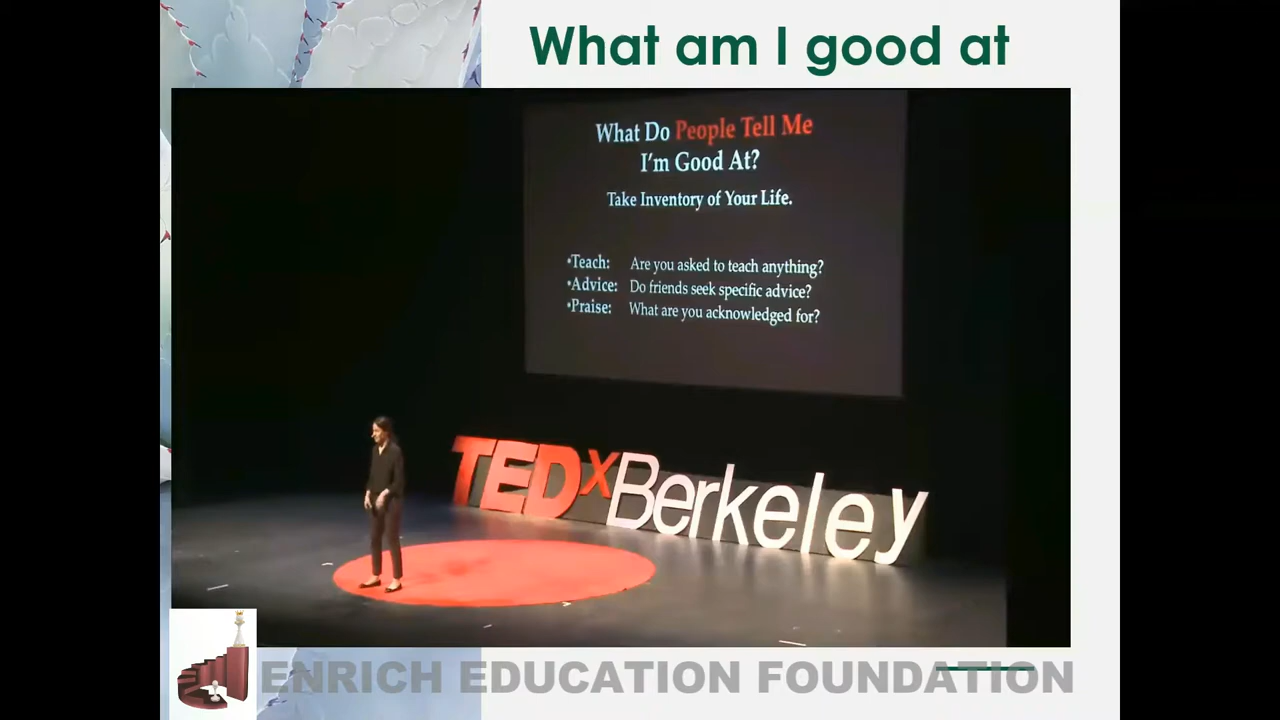 What am I good at
What Do People Tell Me
I'm Good At?
Take Inventory of Your Life.
•Teach: Are you asked to teach anything?
•Advice: Do friends seek specific advice?
•Praise: What are you acknowledged for?
TEDxBerkeley
ENRICH EDUCATION FOUNDATION